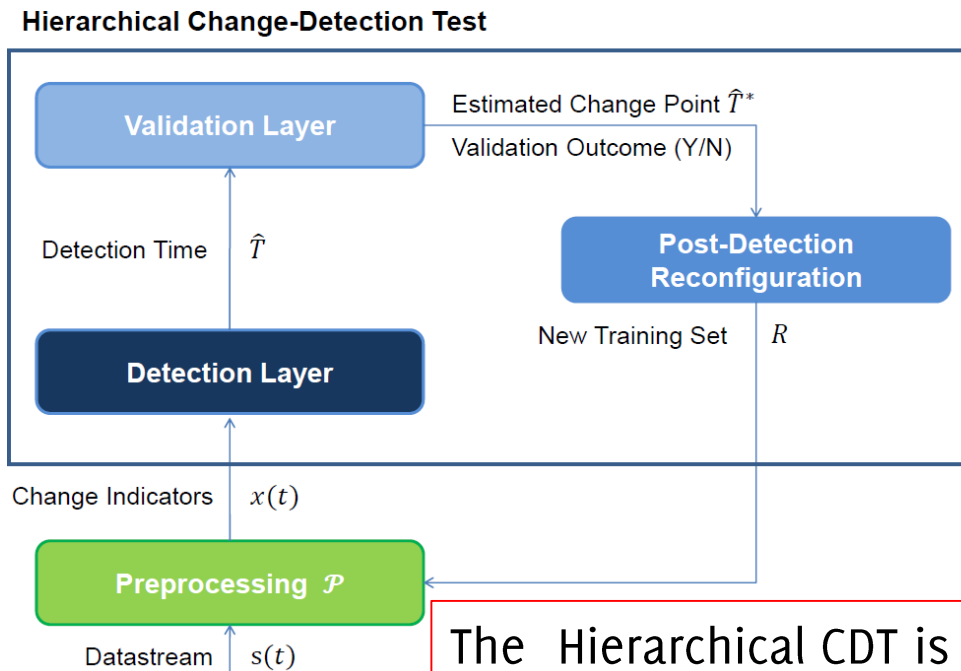 Hierarchical Change-Detection Test
Validation Layer
Estimated Change Point T̂*
Validation Outcome (Y/N)
Detection Time T̂
Post-Detection
Reconfiguration
New Training Set R
Detection Layer
Change Indicators x(t)
Preprocessing 𝒫
Datastream s(t)
The Hierarchical CDT is